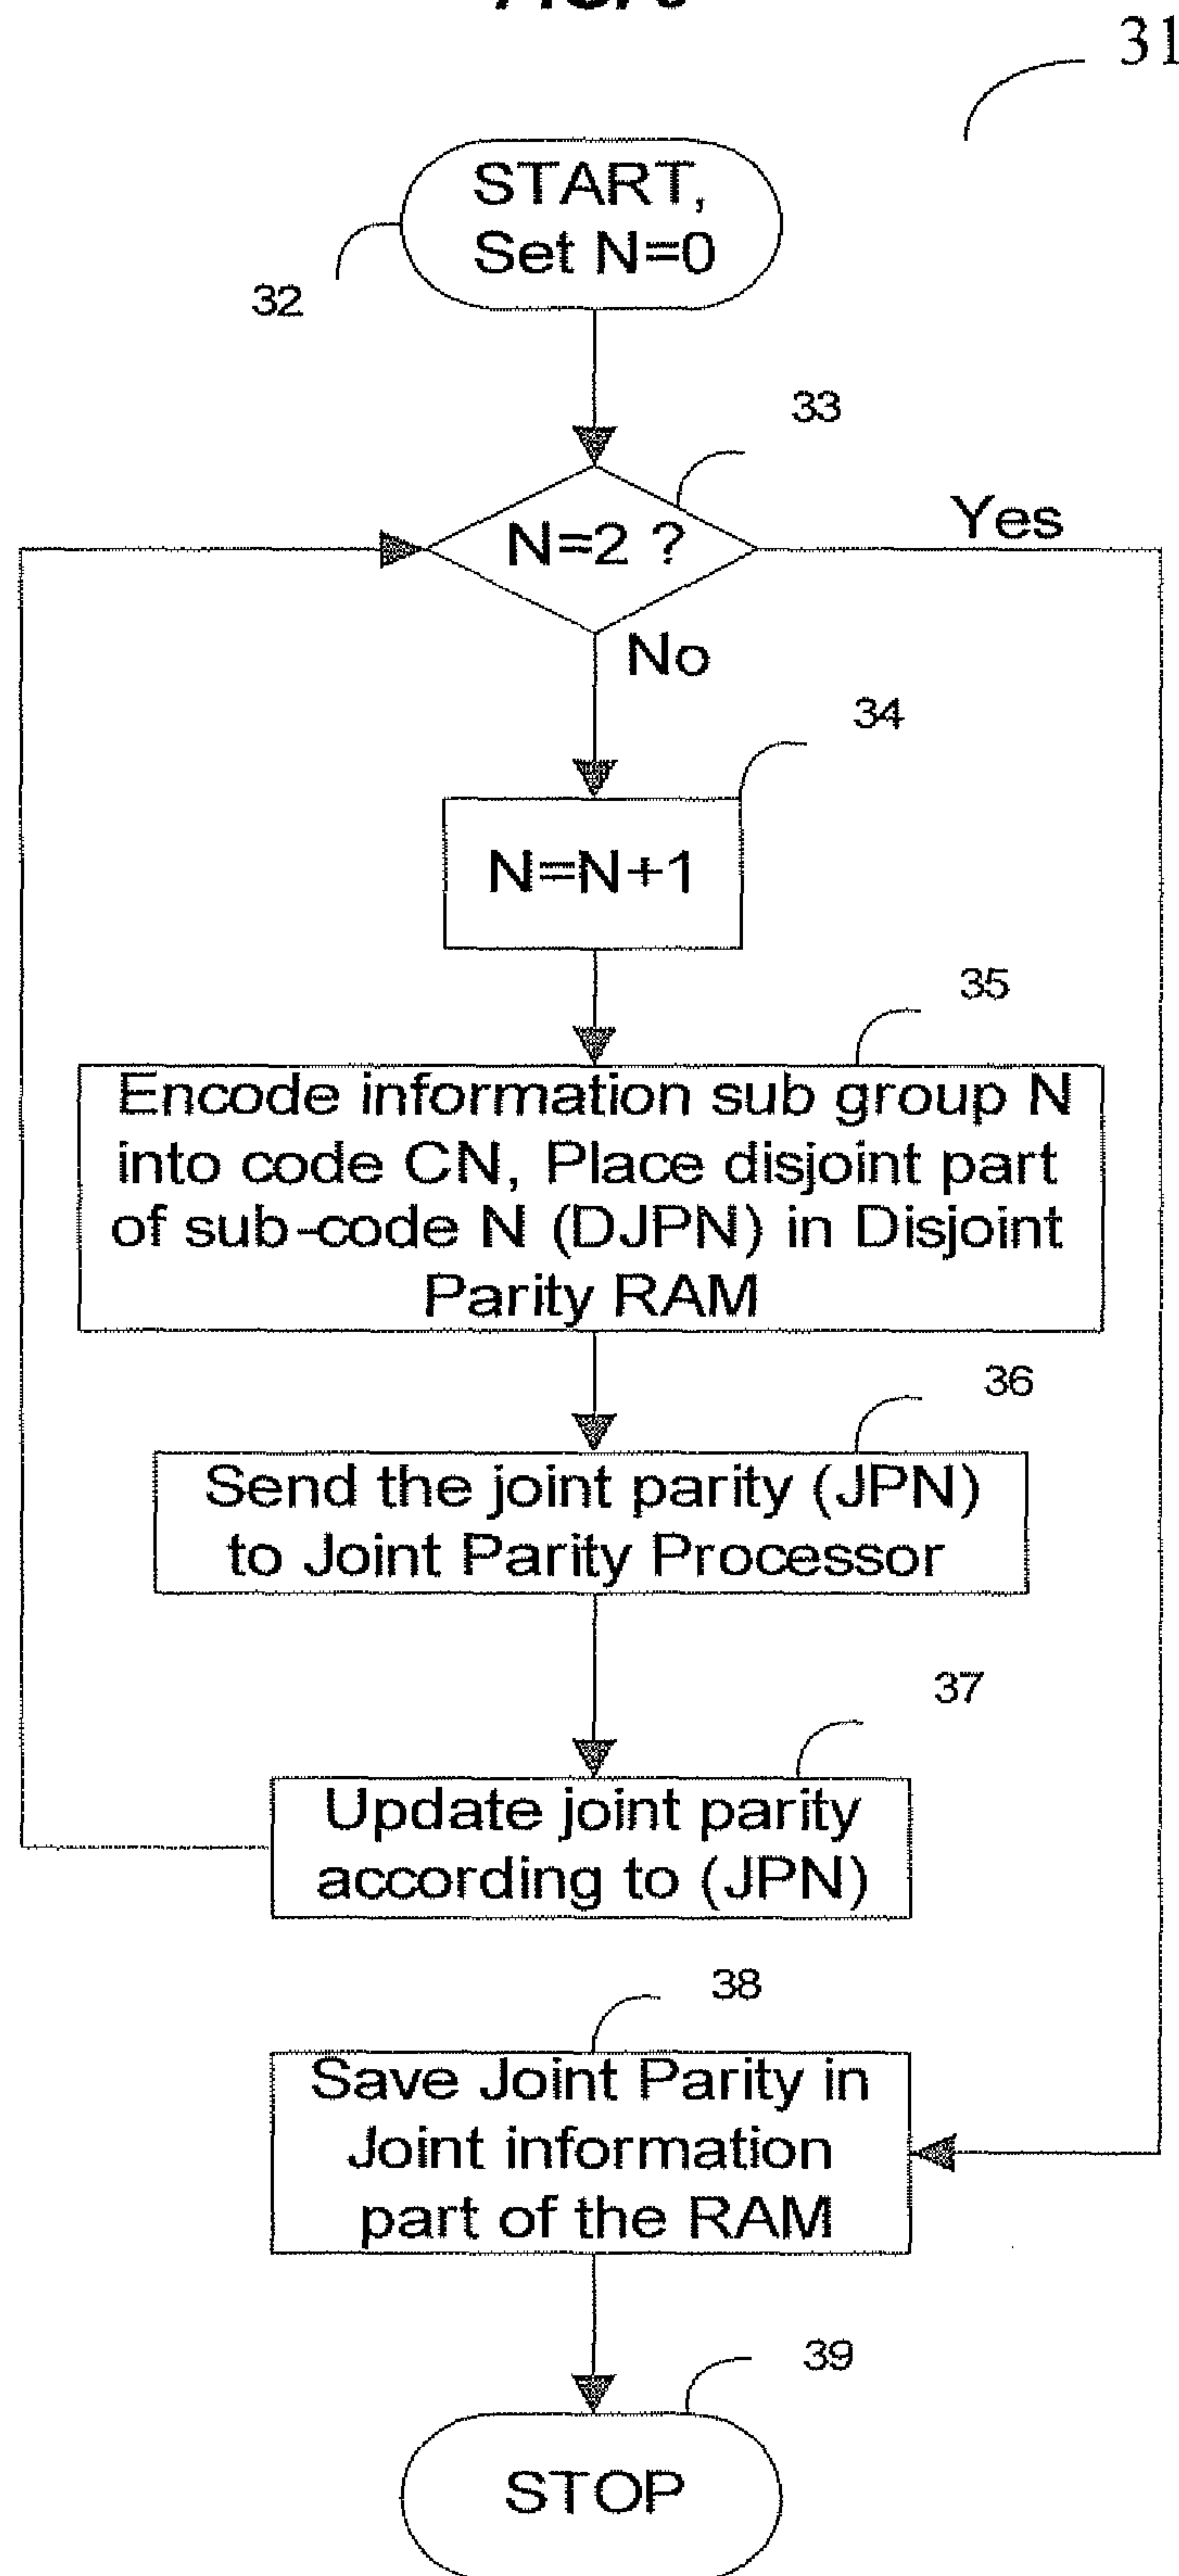 31
START,
Set N=0
32
33
N=2 ?
Yes
No
34
N=N+1
35
Encode information sub group N
into code CN, Place disjoint part
of sub-code N (DJPN) in Disjoint
Parity RAM
36
Send the joint parity (JPN)
to Joint Parity Processor
37
Update joint parity
according to (JPN)
38
Save Joint Parity in
Joint information
part of the RAM
39
STOP